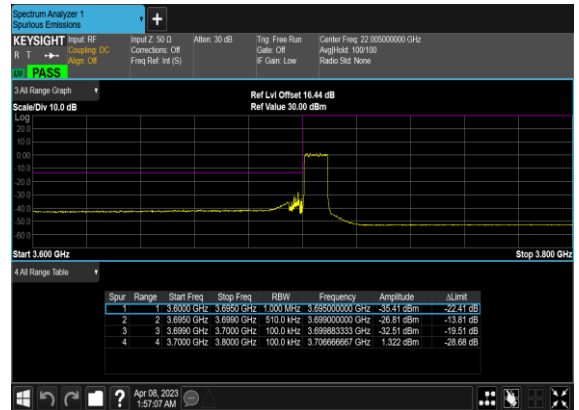 Spectrum Analyzer 1
Spurious Emissions
KEYSIGHT Input: RF Input Z: 50 Ω Atten: 30 dB Trig: Free Run Center Freq: 22.005000000 GHz
R T Coupling: DC Corrections: Off Gate: Off Avg|Hold: 100/100
Align: Off Freq Ref: Int (S) IF Gain: Low Radio Std: None
PASS
3 All Range Graph
Ref Lvl Offset 16.44 dB
Scale/Div 10.0 dB Ref Value 30.00 dBm
Log
20.0
10.0
0.00
-10.0
-20.0
-30.0
-40.0
-50.0
-60.0
Start 3.600 GHz Stop 3.800 GHz
4 All Range Table
Spur Range Start Freq Stop Freq RBW Frequency Amplitude ΔLimit
1 1 3.6000 GHz 3.6950 GHz 1.000 MHz 3.695000000 GHz -35.41 dBm -22.41 dB
2 2 3.6950 GHz 3.6990 GHz 510.0 kHz 3.699000000 GHz -26.81 dBm -13.81 dB
3 3 3.6990 GHz 3.7000 GHz 100.0 kHz 3.699883333 GHz -32.51 dBm -19.51 dB
4 4 3.7000 GHz 3.8000 GHz 100.0 kHz 3.706666667 GHz 1.322 dBm -28.68 dB
? Apr 08, 2023
1:57:07 AM